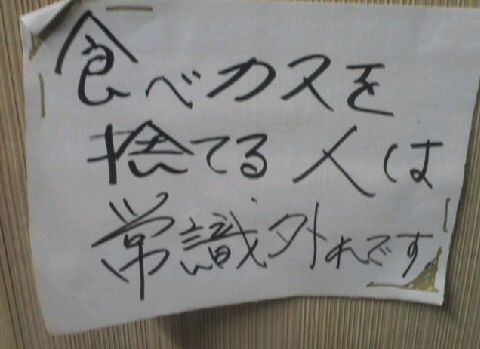 食べカスを
捨てる人は
常識外れです